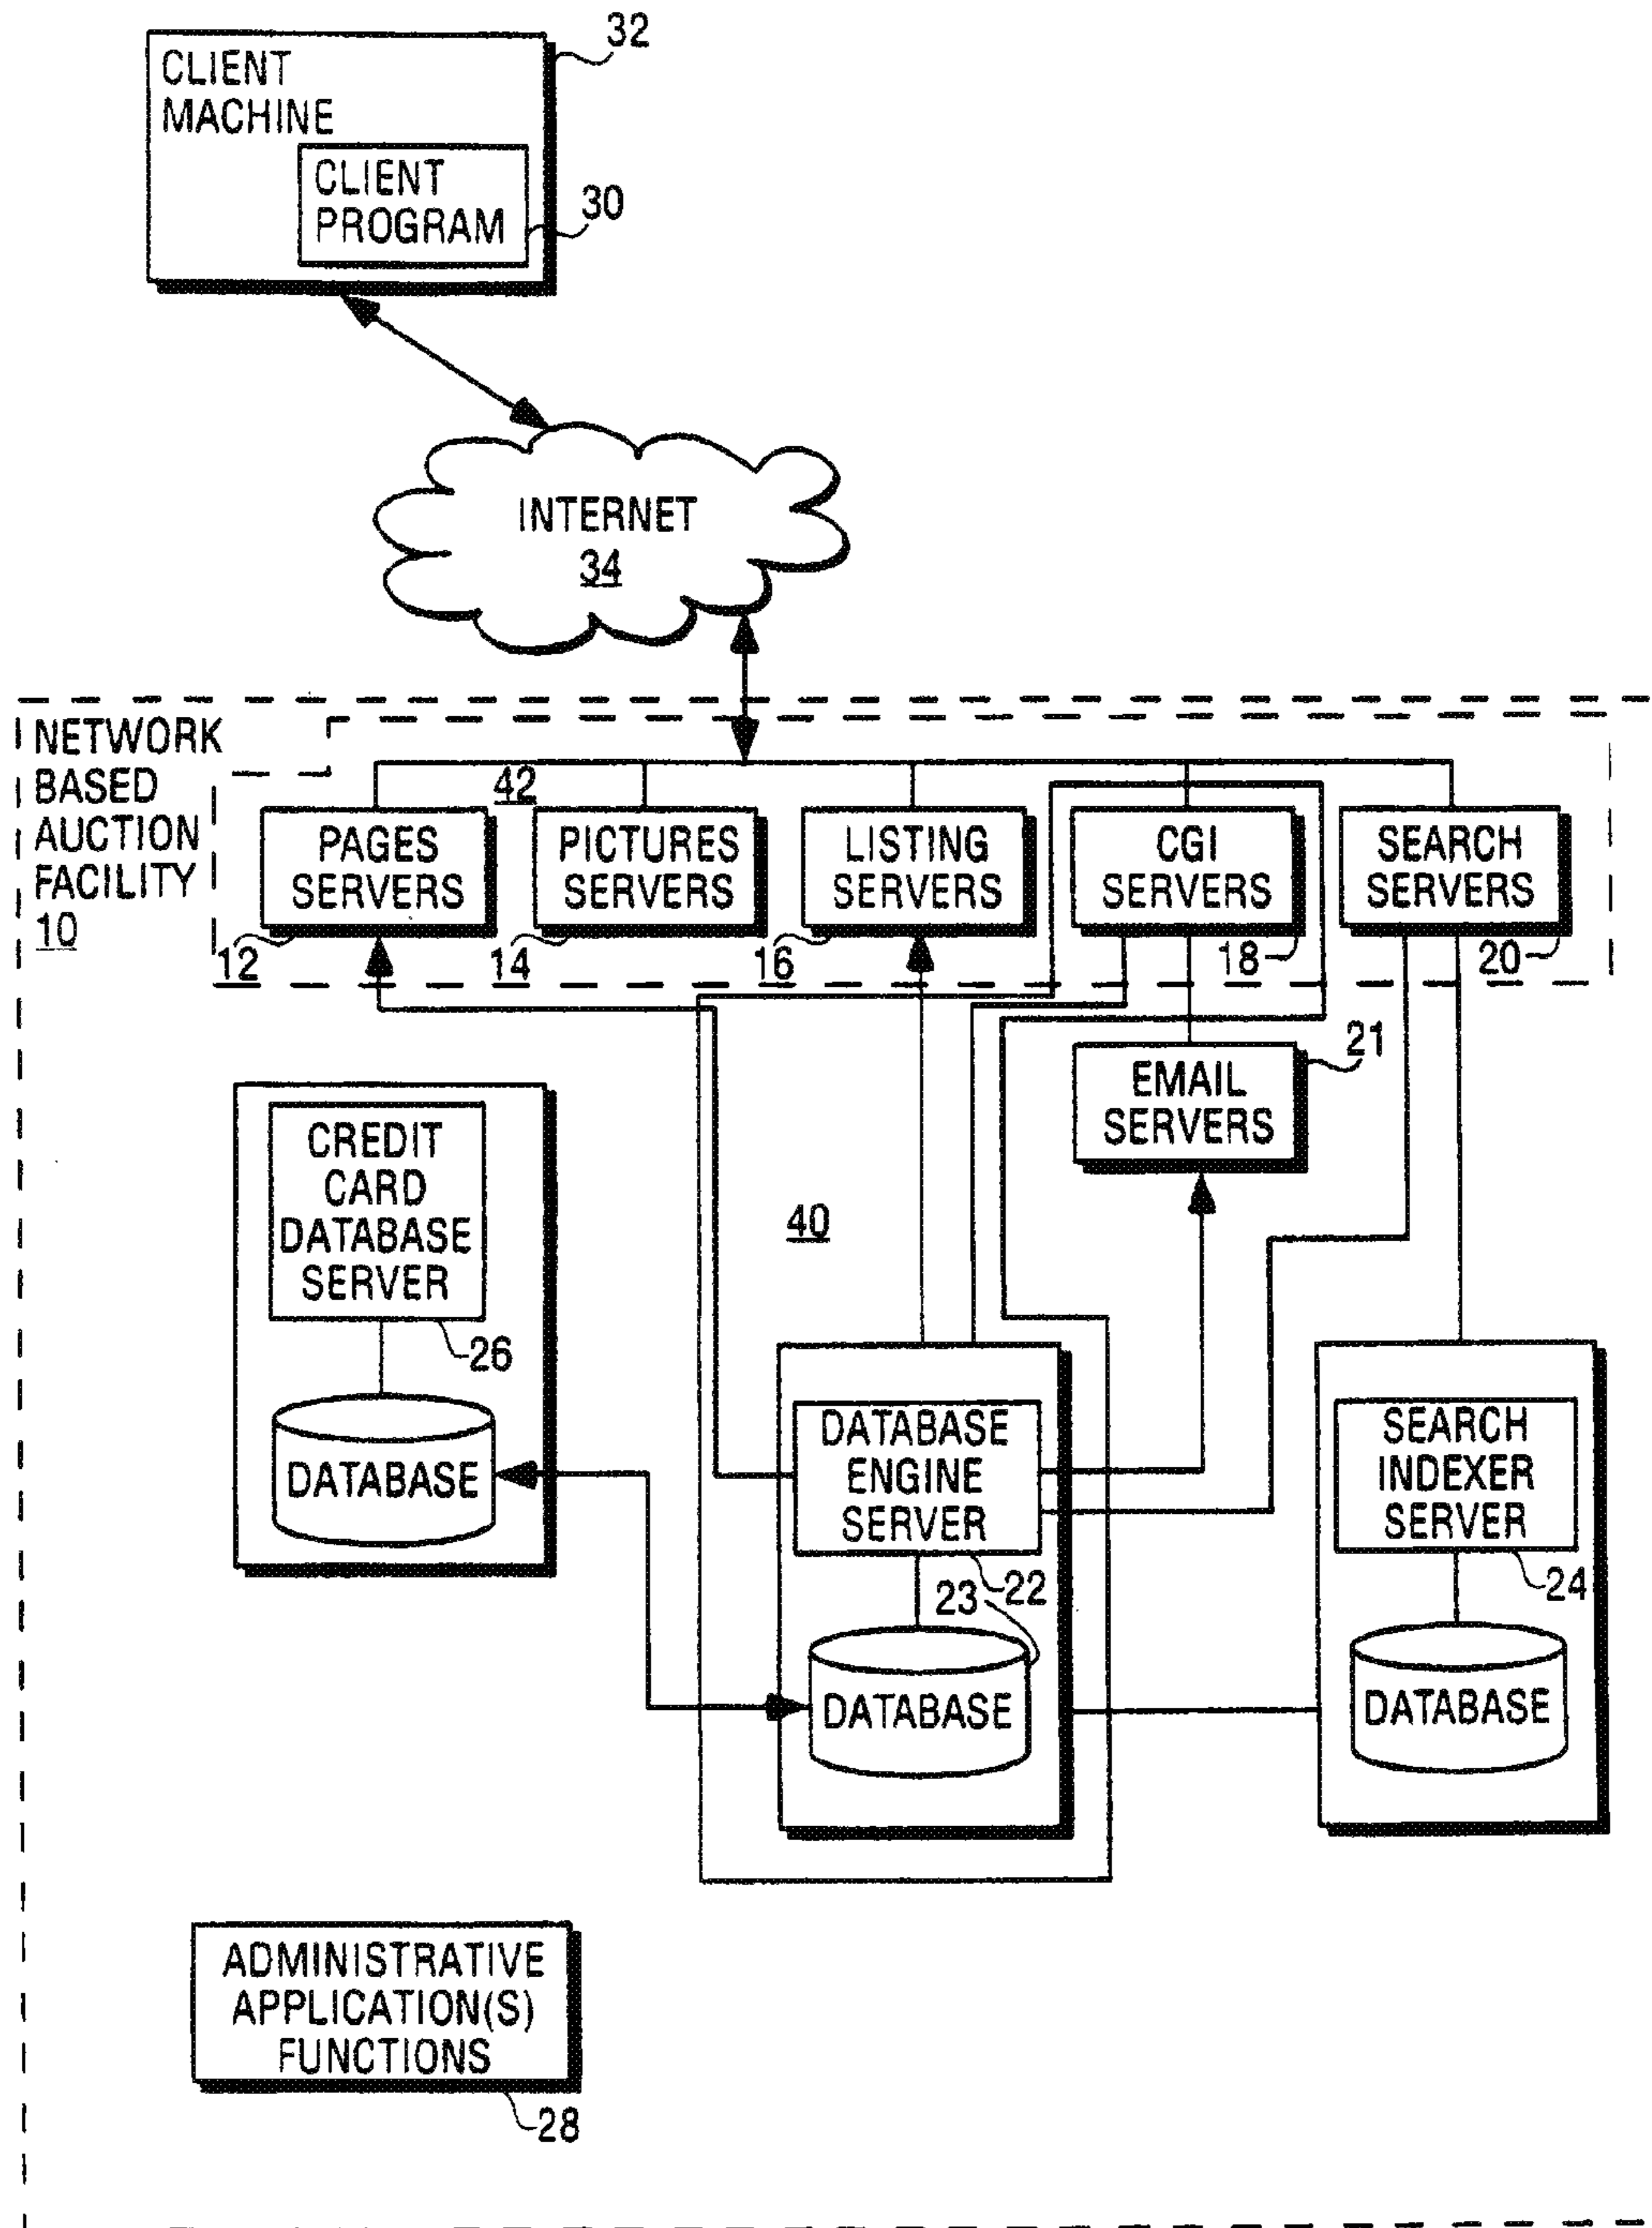 32
CLIENT
MACHINE
CLIENT
PROGRAM
30
INTERNET
34
NETWORK
BASED
AUCTION
FACILITY
10
42
PAGES
SERVERS
12
PICTURES
SERVERS
14
LISTING
SERVERS
16
CGI
SERVERS
18
SEARCH
SERVERS
20
EMAIL
SERVERS
21
CREDIT
CARD
DATABASE
SERVER
26
DATABASE
40
DATABASE
ENGINE
SERVER
22
23
DATABASE
SEARCH
INDEXER
SERVER
24
DATABASE
ADMINISTRATIVE
APPLICATION(S)
FUNCTIONS
28